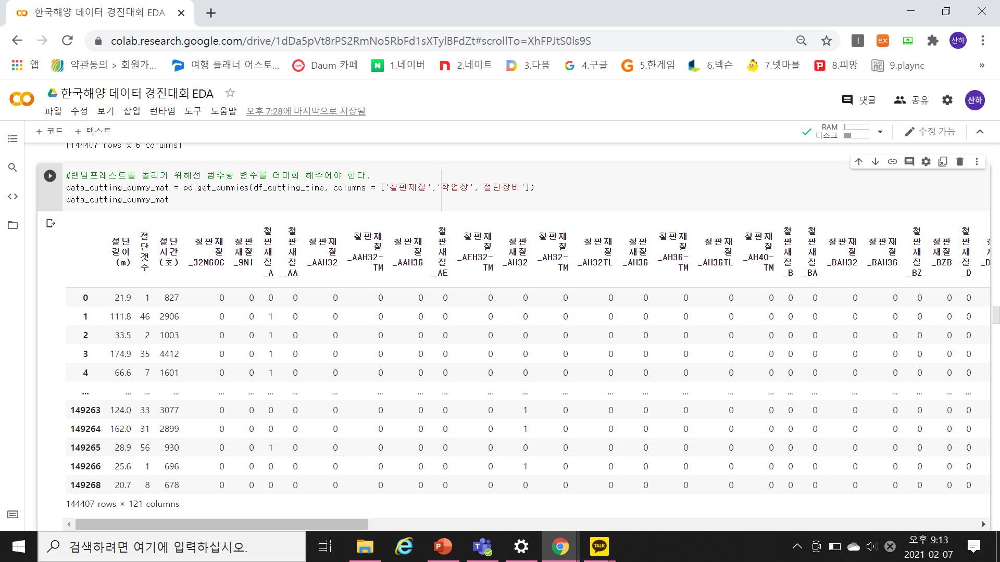 한국해양 데이터 경진대회 EDA
colab.research.google.com/drive/1dDa5pVt8rPS2RmNo5RbFd1sXTylBFdZt#scrollTo=XhFPJtS0ls9S
EX
N
산하
앱
약관동의 > 회원가...
여행 플래너 어스토...
Daum 카페
1.네이버
2.네이트
3.다음
4.구글
5.한게임
6.넥슨
7.넷마블
8.피망
9.plaync
»
한국해양 데이터 경진대회 EDA
댓글
공유
산하
파일 수정 보기 삽입 런타임 도구 도움말 오후 7:28에 마지막으로 저장됨
+ 코드 + 텍스트
RAM
디스크
수정 가능
[144407 rows x 6 columns]
#랜덤포레스트를 돌리기 위해선 범주형 변수를 더미화 해주어야 한다.
data_cutting_dummy_mat = pd.get_dummies(df_cutting_time, columns = ['철판재질','작업장','절단장비'])
data_cutting_dummy_mat
절단길이(m) 절단갯수 절단시간(초) 철판재질_32M60C 철판재질_9NI 철판재질_A 철판재질_AA 철판재질_AAH32 철판재질_AAH32-TM 철판재질_AAH36 철판재질_AE 철판재질_AEH32-TM 철판재질_AH32 철판재질_AH32-TM 철판재질_AH32TL 철판재질_AH36 철판재질_AH36-TM 철판재질_AH36TL 철판재질_AH40-TM 철판재질_B 철판재질_BA 철판재질_BAH32 철판재질_BAH36 철판재질_BZ 철판재질_BZB 철판재질_D
0 21.9 1 827 0 0 0 0 0 0 0 0 0 0 0 0 0 0 0 0 0 0 0 0 0 0 0
1 111.8 46 2906 0 0 1 0 0 0 0 0 0 0 0 0 0 0 0 0 0 0 0 0 0 0 0
2 33.5 2 1003 0 0 1 0 0 0 0 0 0 0 0 0 0 0 0 0 0 0 0 0 0 0 0
3 174.9 35 4412 0 0 1 0 0 0 0 0 0 0 0 0 0 0 0 0 0 0 0 0 0 0 0
4 66.6 7 1601 0 0 1 0 0 0 0 0 0 0 0 0 0 0 0 0 0 0 0 0 0 0 0
... ... ... ... ... ... ... ... ... ... ... ... ... ... ... ... ... ... ... ... ... ... ... ... ... ... ...
149263 124.0 33 3077 0 0 0 0 0 0 0 0 0 1 0 0 0 0 0 0 0 0 0 0 0 0 0
149264 162.0 31 2899 0 0 0 0 0 0 0 0 0 1 0 0 0 0 0 0 0 0 0 0 0 0 0
149265 28.9 56 930 0 0 1 0 0 0 0 0 0 0 0 0 0 0 0 0 0 0 0 0 0 0 0
149266 25.6 1 696 0 0 0 0 0 0 0 0 0 1 0 0 0 0 0 0 0 0 0 0 0 0 0
149268 20.7 8 678 0 0 0 0 0 0 0 0 0 0 0 0 0 0 0 0 0 0 0 0 0 0 0
144407 rows × 121 columns
검색하려면 여기에 입력하십시오.
TALK
오후 9:13
2021-02-07